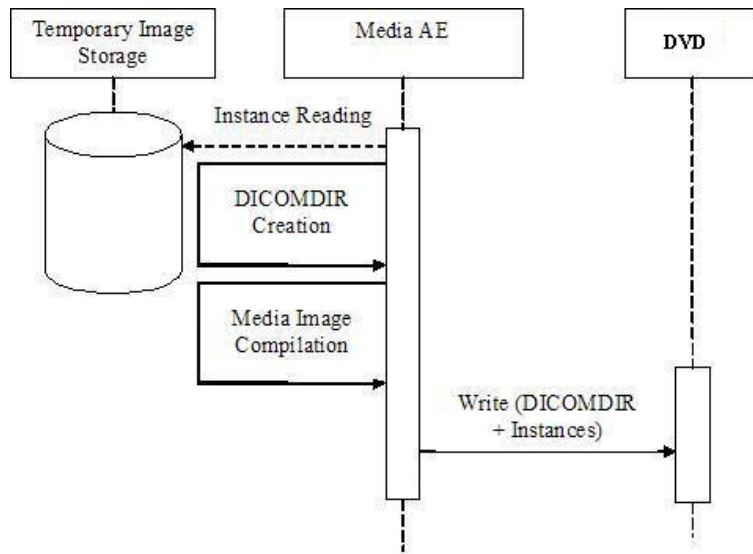 Temporary Image
Storage
Media AE
DVD
Instance Reading
DICOMDIR
Creation
Media Image
Compilation
Write (DICOMDIR
+ Instances)